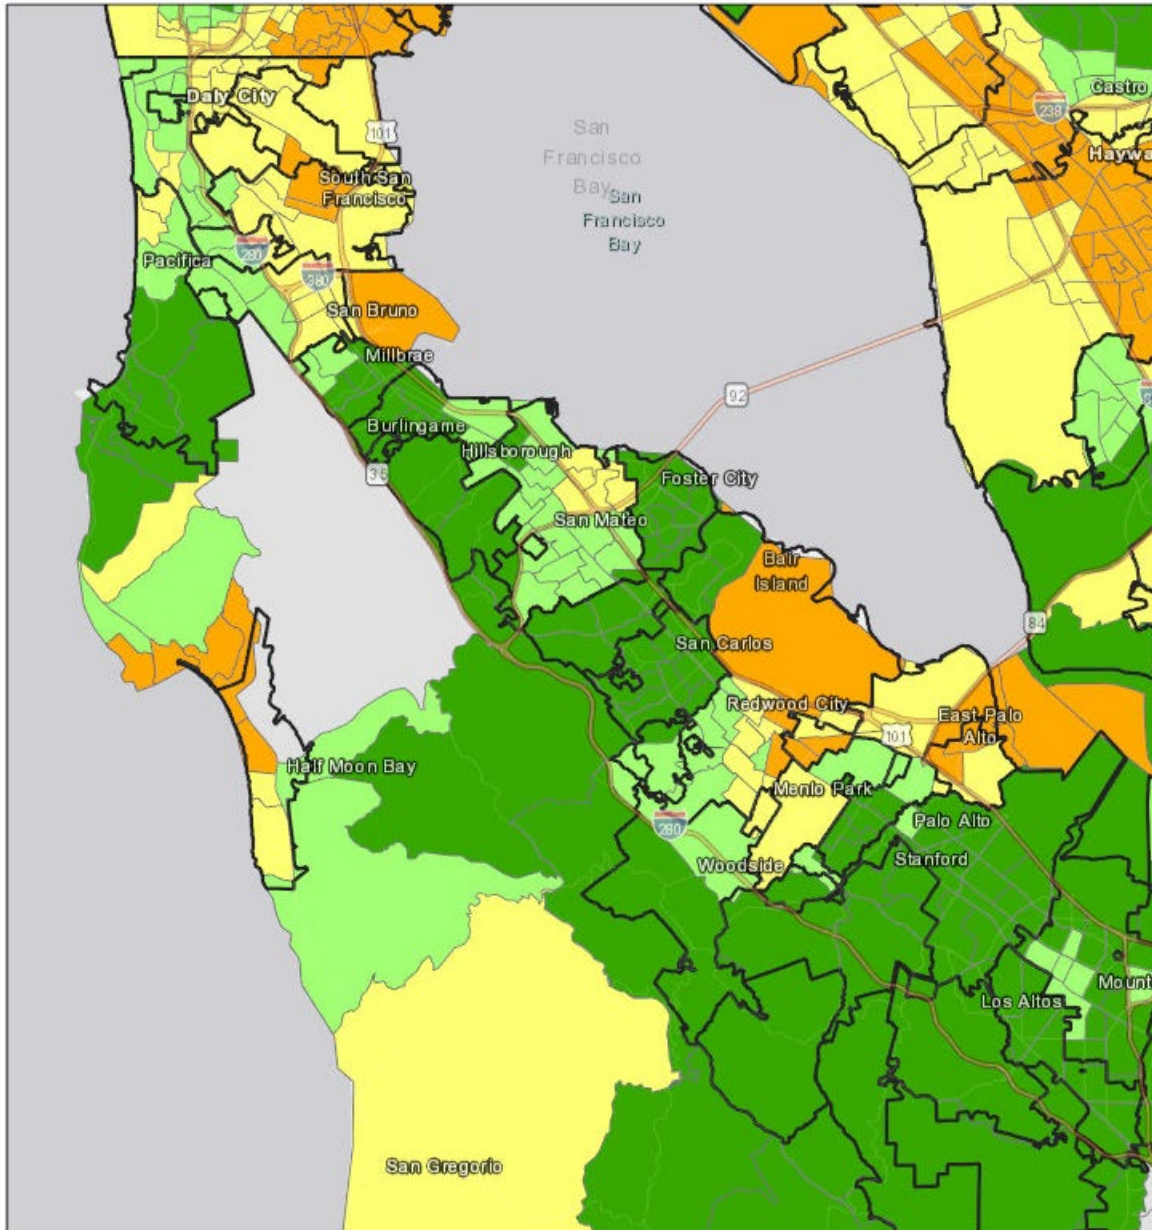 Castro
Daly City
238
101
San
Francisco
Bay
Haywa
South San
Francisco
San
Francisco
Bay
280
Pacifica
380
San Bruno
Millbrae
92
Burlingame
Hillsborough
35
Foster City
San Mateo
Bair
Island
84
San Carlos
Redwood City
East Palo
Alto
101
Half Moon Bay
Menlo Park
280
Palo Alto
Stanford
Woodside
Mount
Los Altos
San Gregorio